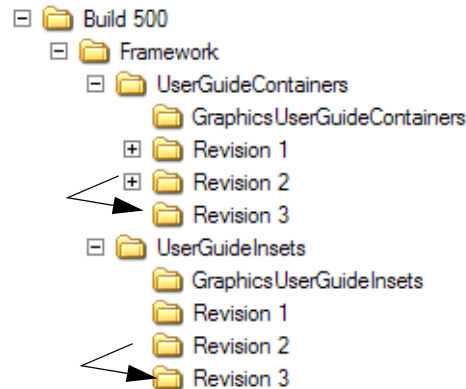 Build 500
Framework
UserGuideContainers
GraphicsUserGuideContainers
Revision 1
Revision 2
Revision 3
UserGuideInsets
GraphicsUserGuideInsets
Revision 1
Revision 2
Revision 3